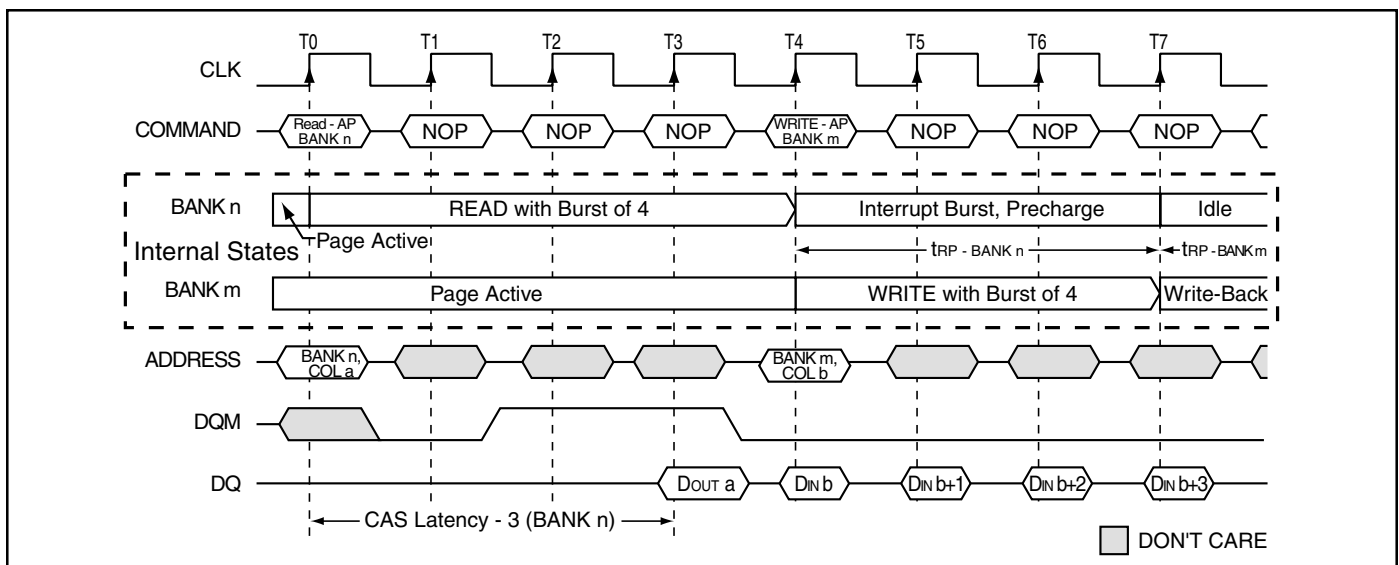 T0 T1 T2 T3 T4 T5 T6 T7
CLK
COMMAND Read - AP BANK n NOP NOP NOP WRITE - AP BANK m NOP NOP NOP
BANK n READ with Burst of 4 Interrupt Burst, Precharge Idle
Page Active
Internal States
tRP - BANK n tRP - BANK m
BANK m Page Active WRITE with Burst of 4 Write-Back
ADDRESS BANK n, COL a BANK m, COL b
DQM
DQ DOUT a DIN b DIN b+1 DIN b+2 DIN b+3
CAS Latency - 3 (BANK n)
DON'T CARE